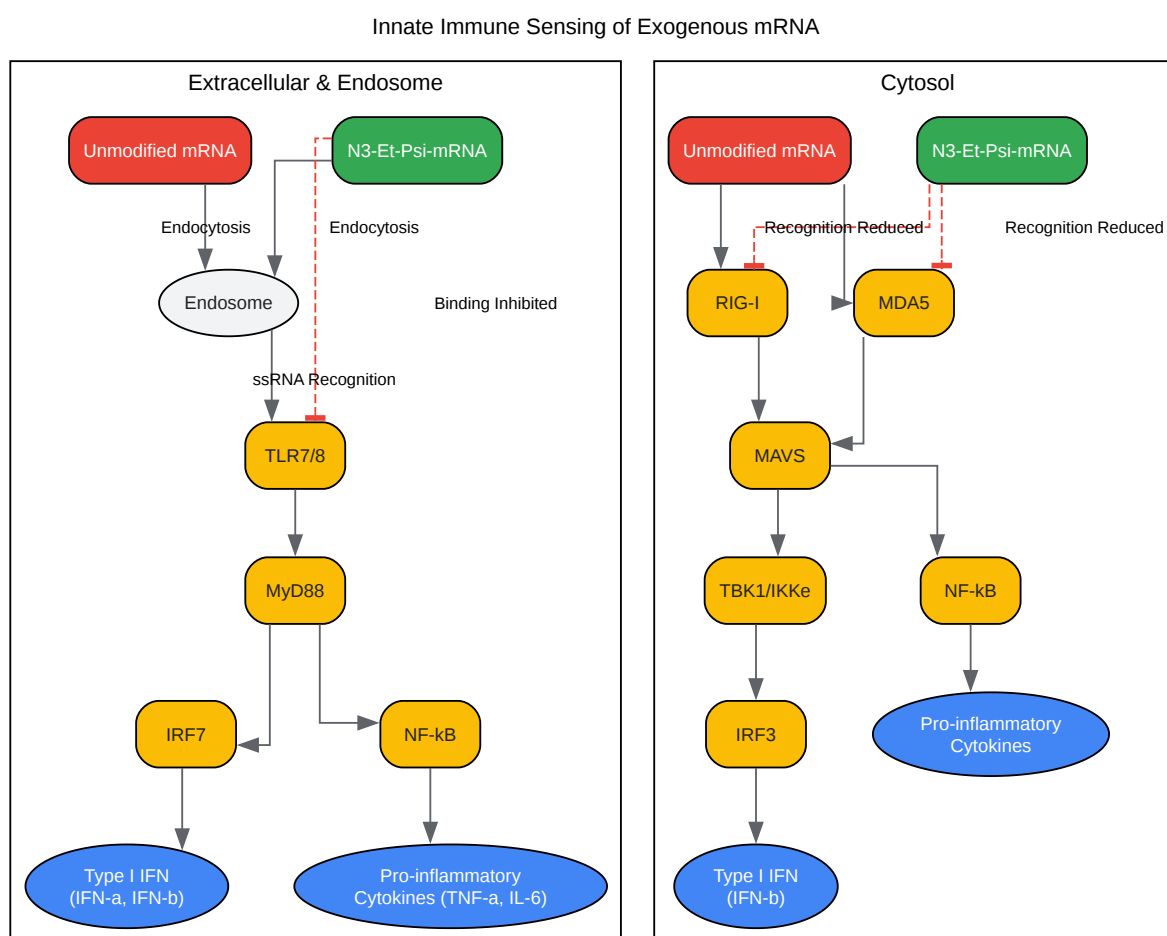 Innate Immune Sensing of Exogenous mRNA
Extracellular & Endosome
Unmodified mRNA
N3-Et-Psi-mRNA
Endocytosis
Endocytosis
Endosome
Binding Inhibited
ssRNA Recognition
TLR7/8
MyD88
IRF7
NF-kB
Type I IFN
(IFN-a, IFN-b)
Pro-inflammatory
Cytokines (TNF-a, IL-6)
Cytosol
Unmodified mRNA
N3-Et-Psi-mRNA
Recognition Reduced
Recognition Reduced
RIG-I
MDA5
MAVS
TBK1/IKKe
NF-kB
IRF3
Pro-inflammatory
Cytokines
Type I IFN
(IFN-b)